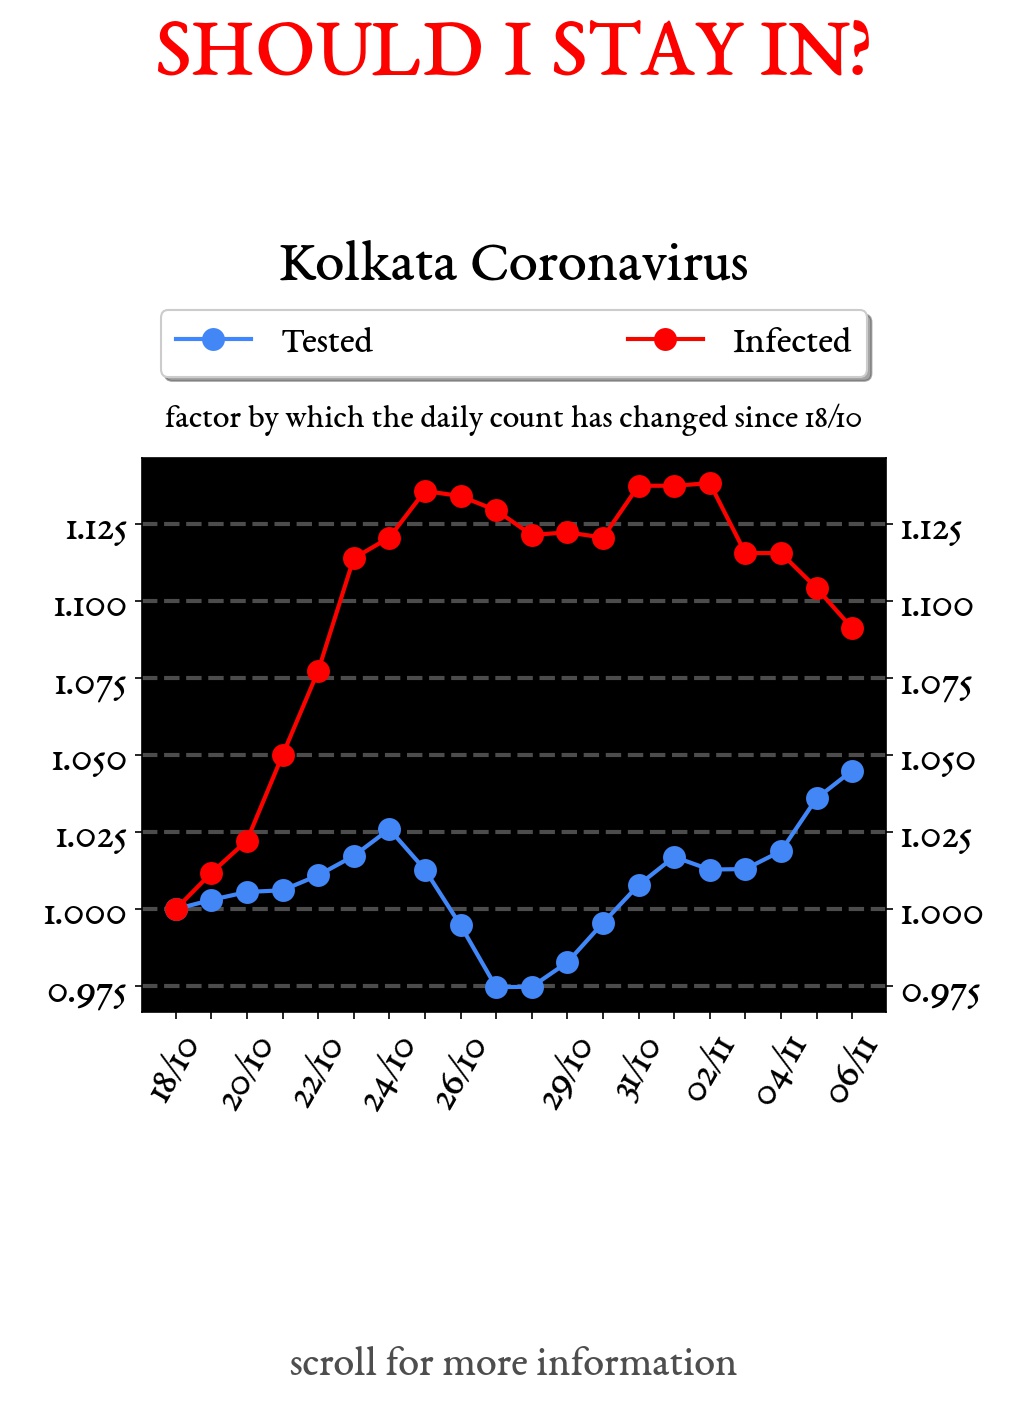 SHOULD I STAY IN?
Kolkata Coronavirus
Tested Infected
factor by which the daily count has changed since 18/10
1.125 1.125
1.100 1.100
1.075 1.075
1.050 1.050
1.025 1.025
1.000 1.000
0.975 0.975
18/10 20/10 22/10 24/10 26/10 29/10 31/10 02/11 04/11 06/11
scroll for more information